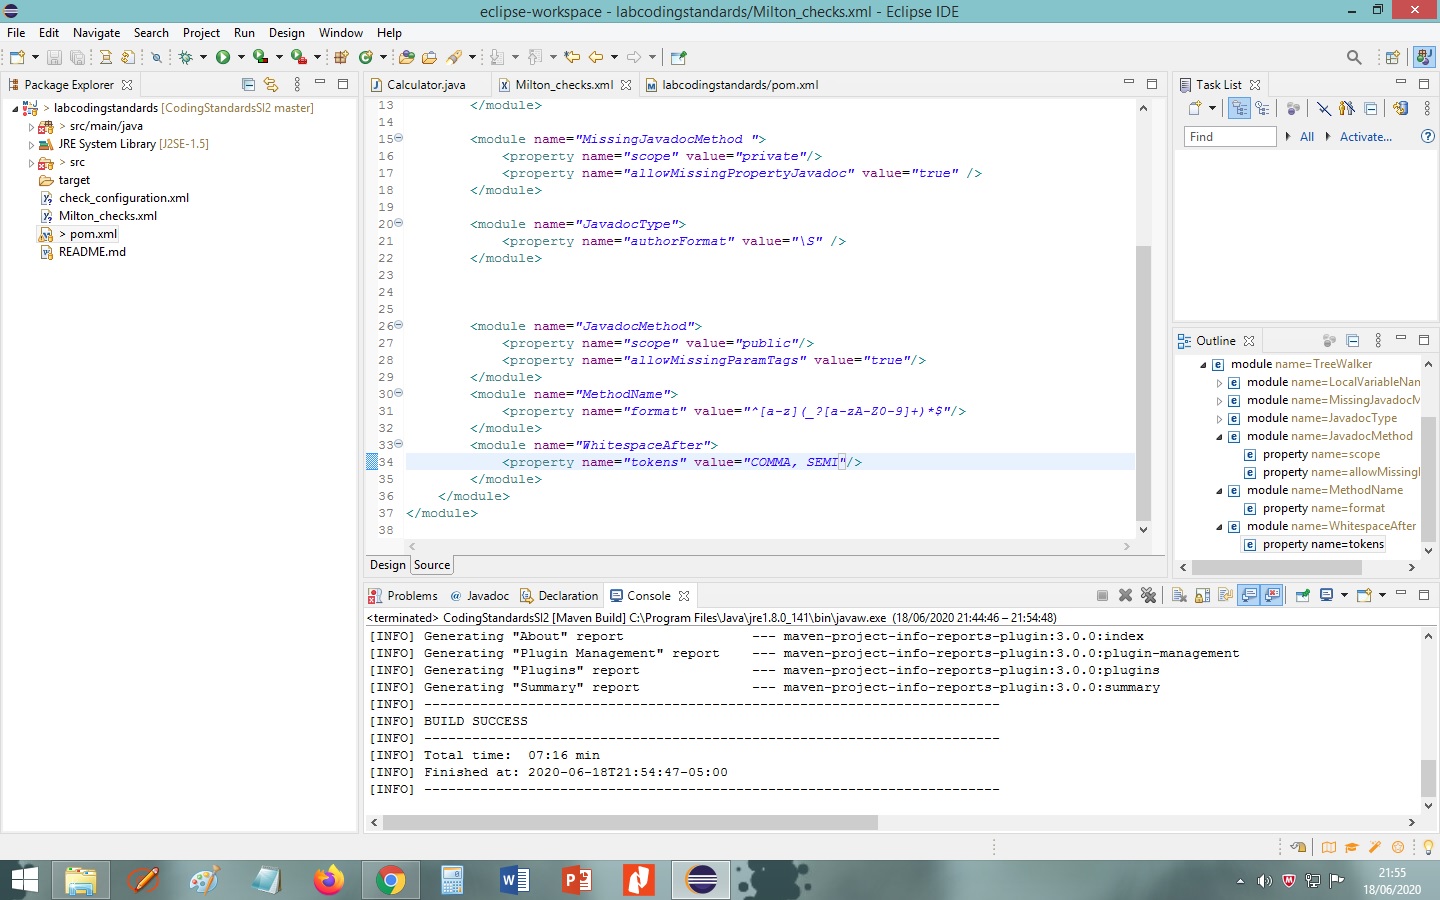 eclipse-workspace - labcodingstandards/Milton_checks.xml - Eclipse IDE
File Edit Navigate Search Project Run Design Window Help
Package Explorer
labcodingstandards [CodingStandardsSI2 master]
> src/main/java
JRE System Library [J2SE-1.5]
> src
target
check_configuration.xml
Milton_checks.xml
> pom.xml
README.md
Calculator.java Milton_checks.xml labcodingstandards/pom.xml
13 </module>
14
15 <module name="MissingJavadocMethod ">
16 <property name="scope" value="private"/>
17 <property name="allowMissingPropertyJavadoc" value="true" />
18 </module>
19
20 <module name="JavadocType">
21 <property name="authorFormat" value="\S" />
22 </module>
23
24
25
26 <module name="JavadocMethod">
27 <property name="scope" value="public"/>
28 <property name="allowMissingParamTags" value="true"/>
29 </module>
30 <module name="MethodName">
31 <property name="format" value="^[a-z](_?[a-zA-Z0-9]+)*$"/>
32 </module>
33 <module name="WhitespaceAfter">
34 <property name="tokens" value="COMMA, SEMI"/>
35 </module>
36 </module>
37 </module>
38
Design Source
Task List
Find All Activate...
Outline
module name=TreeWalker
module name=LocalVariableNan
module name=MissingJavadocM
module name=JavadocType
module name=JavadocMethod
property name=scope
property name=allowMissingI
module name=MethodName
property name=format
module name=WhitespaceAfter
property name=tokens
Problems Javadoc Declaration Console
<terminated> CodingStandardsSI2 [Maven Build] C:\Program Files\Java\jre1.8.0_141\bin\javaw.exe (18/06/2020 21:44:46 – 21:54:48)
[INFO] Generating "About" report --- maven-project-info-reports-plugin:3.0.0:index
[INFO] Generating "Plugin Management" report --- maven-project-info-reports-plugin:3.0.0:plugin-management
[INFO] Generating "Plugins" report --- maven-project-info-reports-plugin:3.0.0:plugins
[INFO] Generating "Summary" report --- maven-project-info-reports-plugin:3.0.0:summary
[INFO] ------------------------------------------------------------------------
[INFO] BUILD SUCCESS
[INFO] ------------------------------------------------------------------------
[INFO] Total time: 07:16 min
[INFO] Finished at: 2020-06-18T21:54:47-05:00
[INFO] ------------------------------------------------------------------------
21:55
18/06/2020